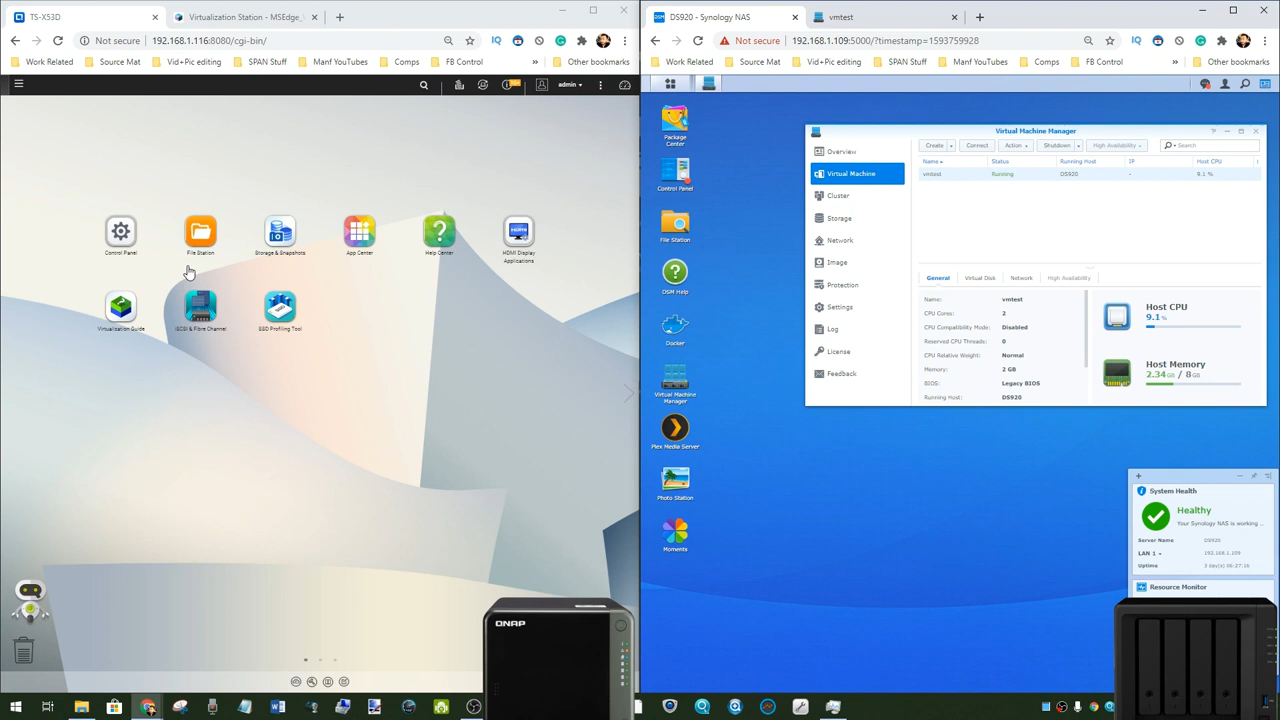 TS-X53D
Virtualization Station - MSEdge_
Not secure
192.168.1.116:8080/cgi-bin/
Work Related
Source Mat
Vid+Pic editing
SPAN Stuff
Manf YouTubes
Comps
FB Control
Other bookmarks
admin
Control Panel
File Station
Storage & Snapshots
App Center
Help Center
HDMI Display
Applications
Virtualization Guide
iSCSI & Fibre Channel
SSD Profiling Tool
QNAP
DS920 - Synology NAS
vmtest
Not secure
192.168.1.109:5000/?timestamp=1593759928
Work Related
Source Mat
Vid+Pic editing
SPAN Stuff
Manf YouTubes
Comps
FB Control
Other bookmarks
Package
Center
Control Panel
File Station
DSM Help
Docker
Virtual Machine
Manager
Plex Media Server
Photo Station
Moments
Virtual Machine Manager
Overview
Virtual Machine
Cluster
Storage
Network
Image
Protection
Settings
Log
License
Feedback
Create
Connect
Action
Shutdown
High Availability
Search
Name
Status
Running Host
IP
Host CPU
vmtest
Running
DS920
-
9.1 %
General
Virtual Disk
Network
High Availability
Name: vmtest
CPU Cores: 2
CPU Compatibility Mode: Disabled
Reserved CPU Threads: 0
CPU Relative Weight: Normal
Memory: 2 GB
BIOS: Legacy BIOS
Running Host: DS920
Host CPU
9.1%
Host Memory
2.34 GB / 8 GB
System Health
Healthy
Your Synology NAS is working ...
Server Name DS920
LAN 1 192.168.1.109
Uptime 3 day(s) 06:27:16
Resource Monitor